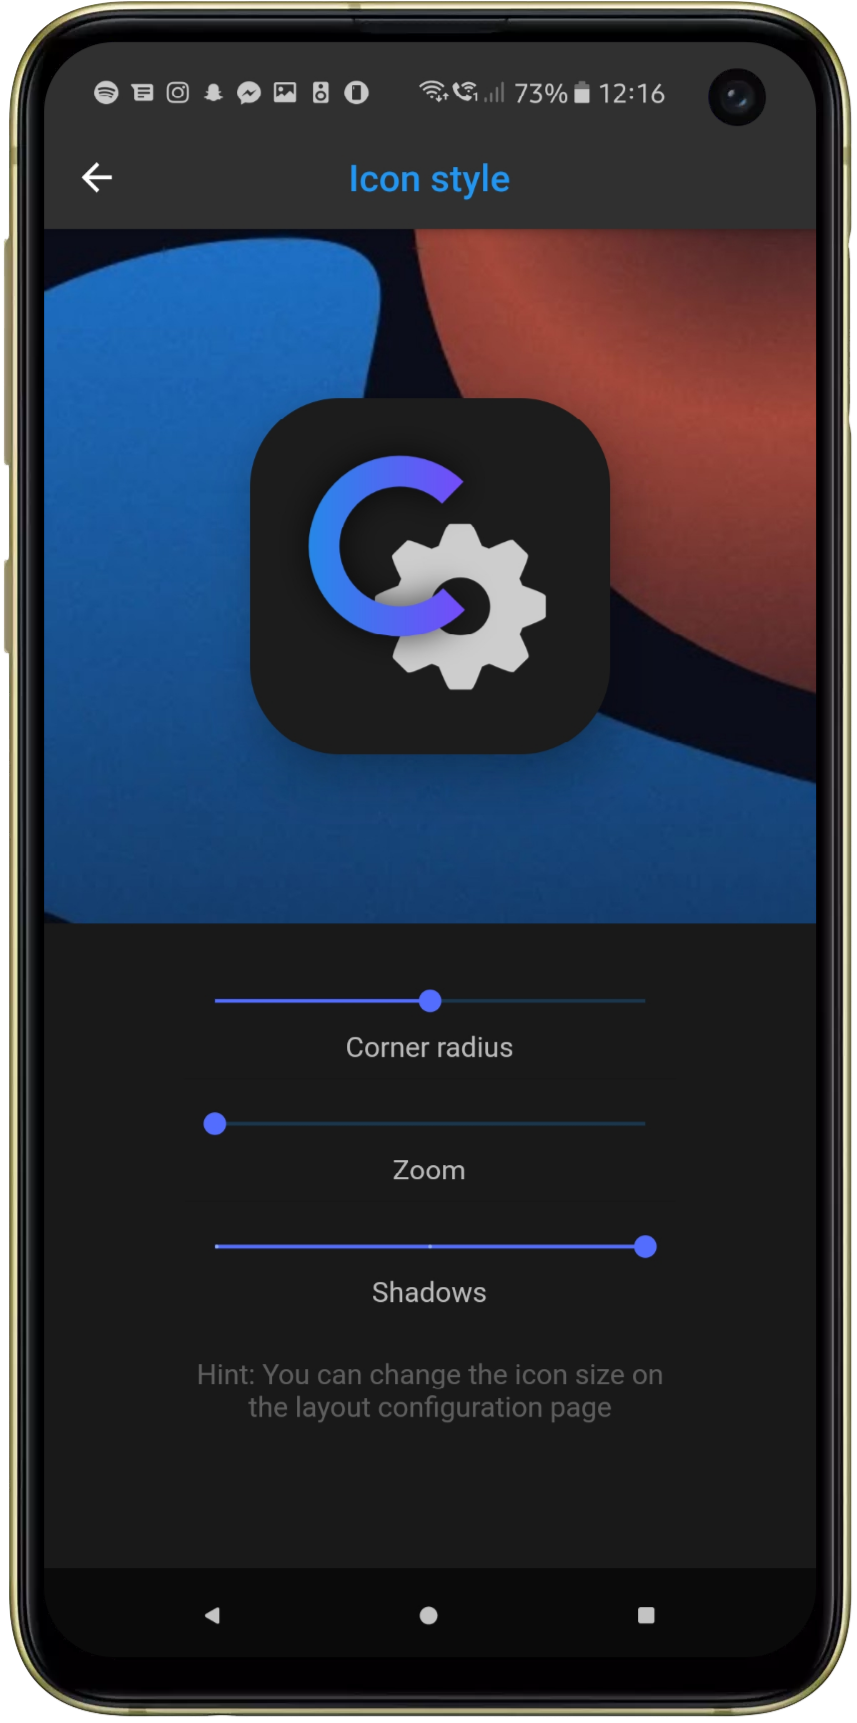 73% 12:16
Icon style
Corner radius
Zoom
Shadows
Hint: You can change the icon size on
the layout configuration page